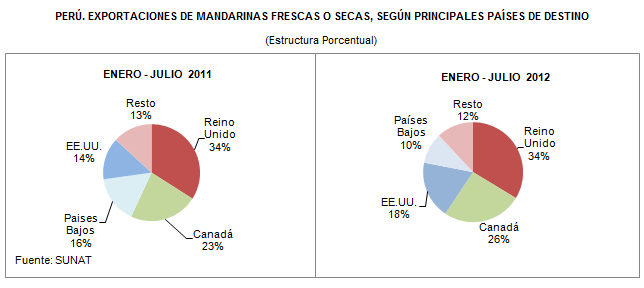 PERÚ. EXPORTACIONES DE MANDARINAS FRESCAS O SECAS, SEGÚN PRINCIPALES PAÍSES DE DESTINO
(Estructura Porcentual)
ENERO - JULIO 2011
Resto
13%
Reino
Unido
34%
EE.UU.
14%
Paises
Bajos
16%
Canadá
23%
Fuente: SUNAT
ENERO - JULIO 2012
Resto
12%
Países
Bajos
10%
Reino
Unido
34%
EE.UU.
18%
Canadá
26%